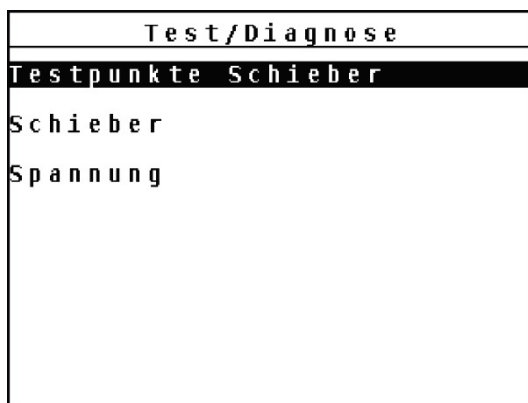 Test/Diagnose
Testpunkte Schieber
Schieber
Spannung